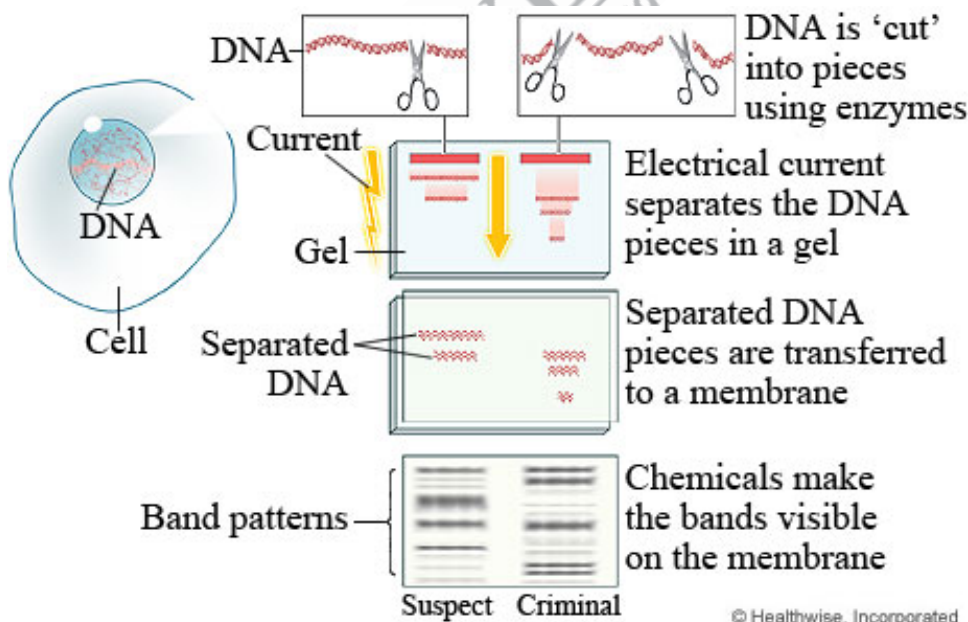 DNA
DNA is ‘cut’
into pieces
using enzymes
Current
DNA
Cell
Gel
Electrical current
separates the DNA
pieces in a gel
Separated
DNA
Separated DNA
pieces are transferred
to a membrane
Band patterns
Chemicals make
the bands visible
on the membrane
Suspect Criminal
© Healthwise, Incorporated